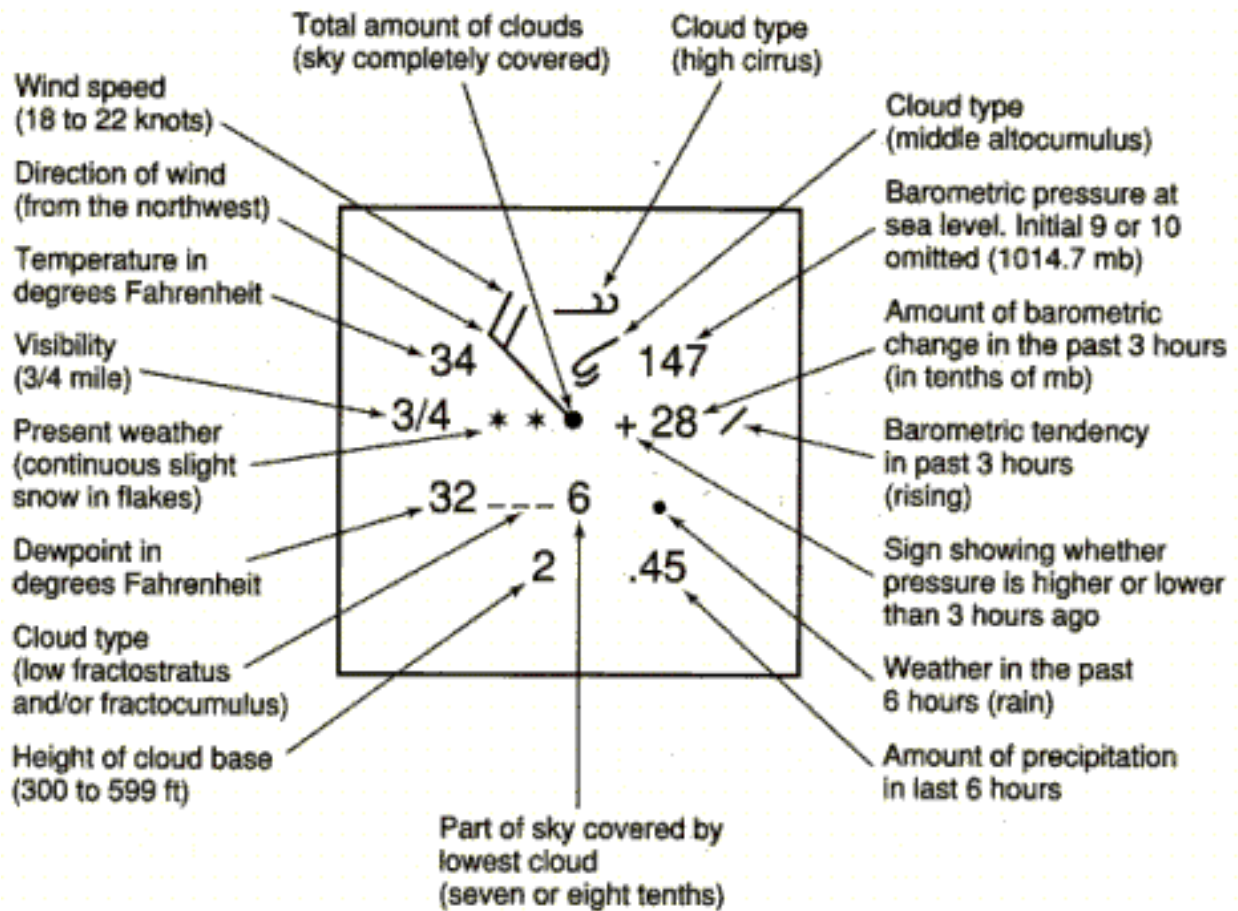 Total amount of clouds
(sky completely covered)
Cloud type
(high cirrus)
Wind speed
(18 to 22 knots)
Cloud type
(middle altocumulus)
Direction of wind
(from the northwest)
Barometric pressure at
sea level. Initial 9 or 10
omitted (1014.7 mb)
Temperature in
degrees Fahrenheit
Amount of barometric
change in the past 3 hours
(in tenths of mb)
Visibility
(3/4 mile)
Barometric tendency
in past 3 hours
(rising)
Present weather
(continuous slight
snow in flakes)
Sign showing whether
pressure is higher or lower
than 3 hours ago
Dewpoint in
degrees Fahrenheit
Cloud type
(low fractostratus
and/or fractocumulus)
Weather in the past
6 hours (rain)
Height of cloud base
(300 to 599 ft)
Amount of precipitation
in last 6 hours
Part of sky covered by
lowest cloud
(seven or eight tenths)
34 147
3/4 * * + 28
32 --- 6
2 .45